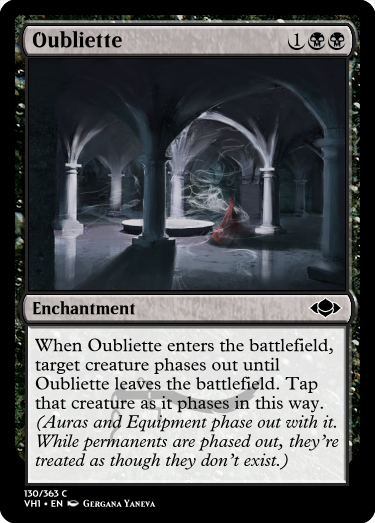 Oubliette 1
Enchantment
When Oubliette enters the battlefield,
target creature phases out until
Oubliette leaves the battlefield. Tap
that creature as it phases in this way.
(Auras and Equipment phase out with it.
While permanents are phased out, they’re
treated as though they don’t exist.)
130/363 C
VH1 • EN Gergana Yaneva